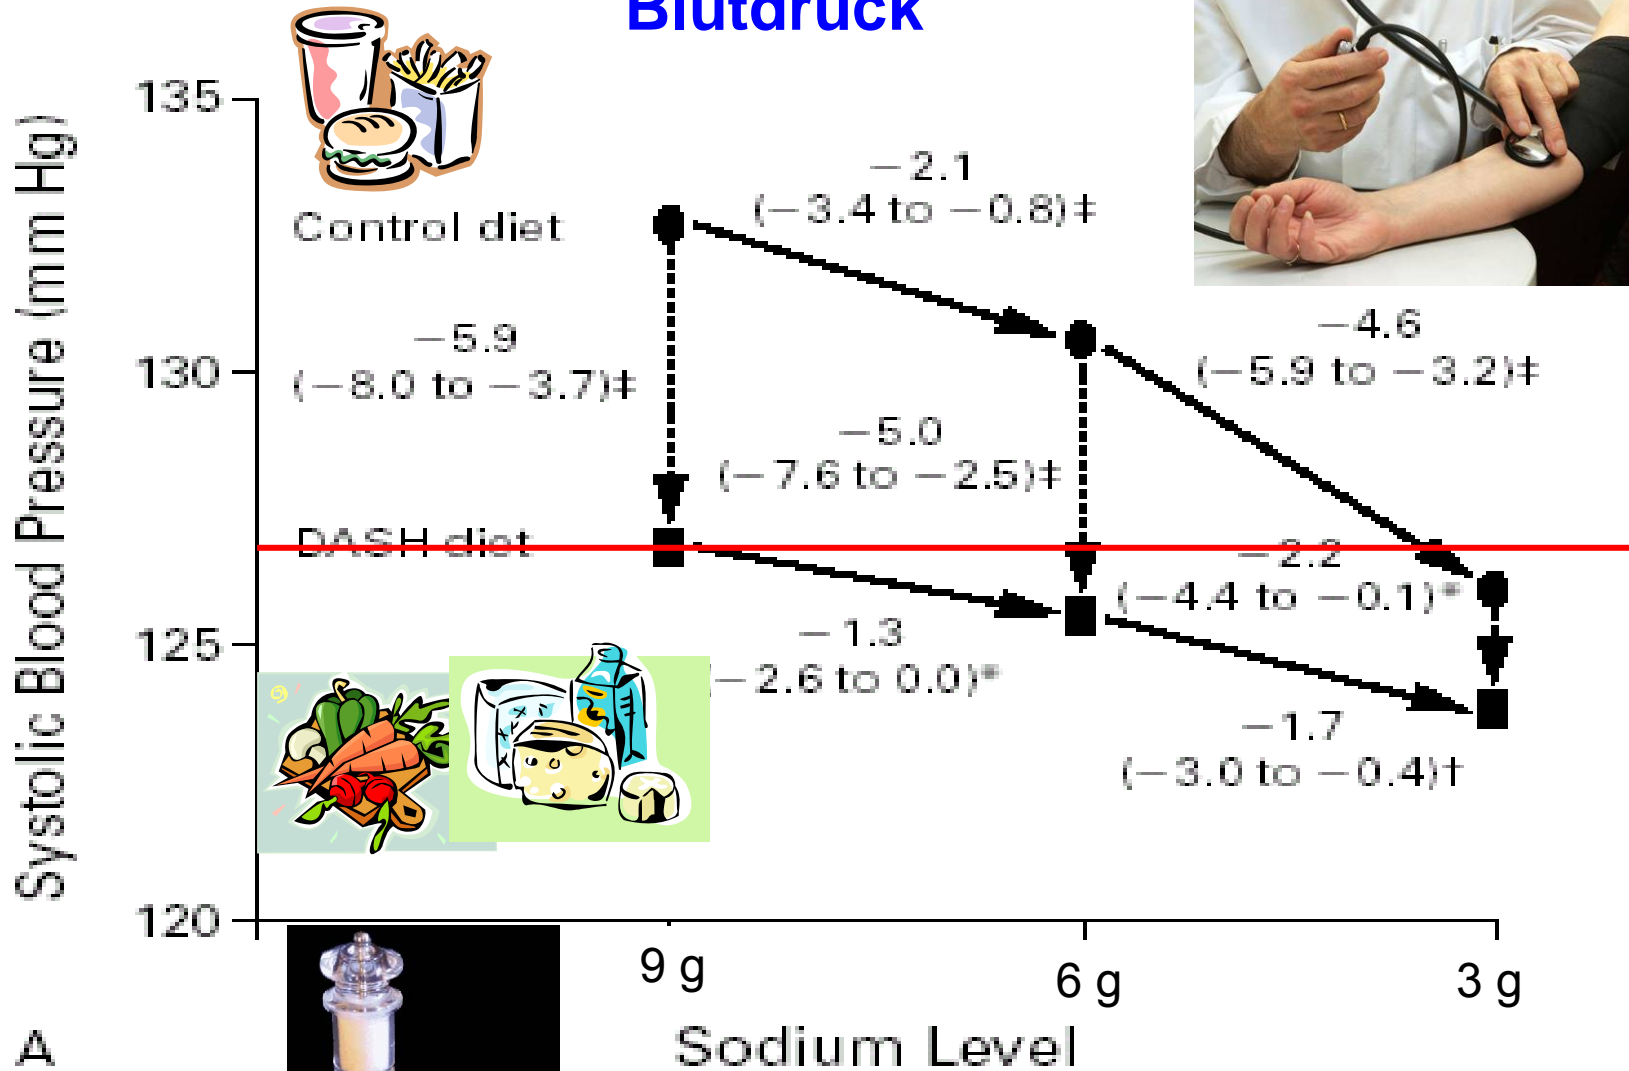 Blutdruck
135
Systolic Blood Pressure (mm Hg)
−2.1
(−3.4 to −0.8)‡
Control diet
−5.9
(−8.0 to −3.7)‡
−4.6
(−5.9 to −3.2)‡
130
−5.0
(−7.6 to −2.5)‡
DASH diet
−2.2
(−4.4 to −0.1)*
125
−1.3
(−2.6 to 0.0)*
−1.7
(−3.0 to −0.4)†
120
9 g
6 g
3 g
A
Sodium Level